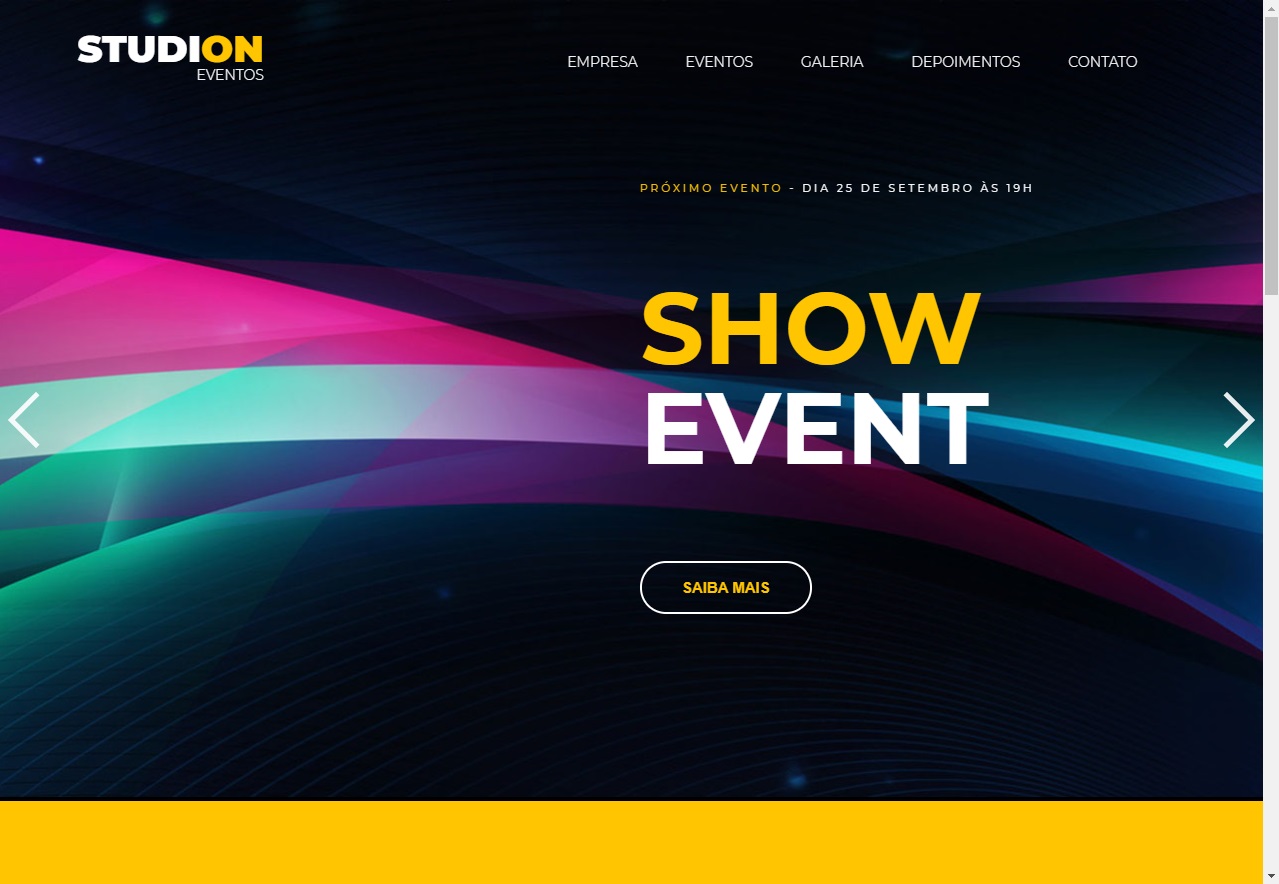 STUDION
EVENTOS
EMPRESA EVENTOS GALERIA DEPOIMENTOS CONTATO
PRÓXIMO EVENTO - DIA 25 DE SETEMBRO ÀS 19H
SHOW
EVENT
SAIBA MAIS